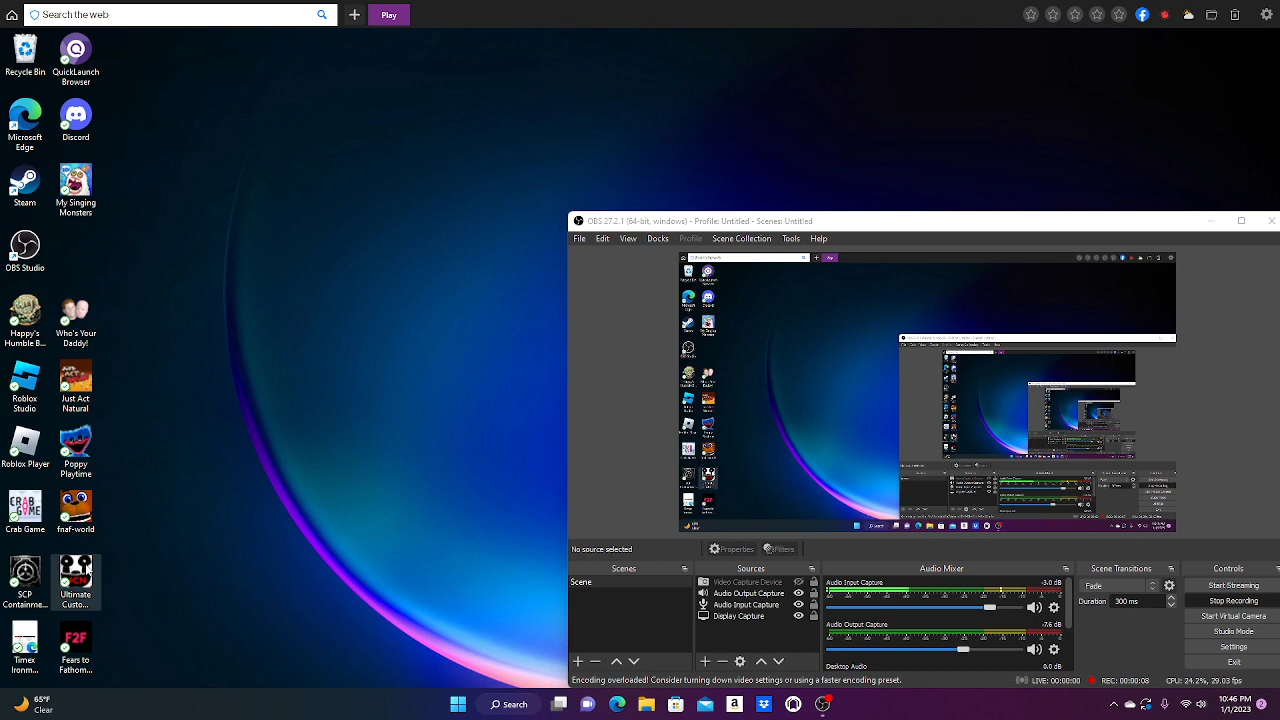 Search the web
Play
Recycle Bin
QuickLaunch Browser
Microsoft Edge
Discord
Steam
My Singing Monsters
OBS Studio
Happy's Humble B...
Who's Your Daddy!
Roblox Studio
Just Act Natural
Roblox Player
Poppy Playtime
Crab Game
fnaf-world
SCP Containme...
Ultimate Custo...
Timex Ironm...
Fears to Fathom...
CRAB GAME
UCN
F2F
OBS 27.2.1 (64-bit, windows) - Profile: Untitled - Scenes: Untitled
File Edit View Docks Profile Scene Collection Tools Help
No source selected
Properties
Filters
Scenes
Sources
Audio Mixer
Scene Transitions
Controls
Scene
Video Capture Device
Audio Output Capture
Audio Input Capture
Display Capture
Audio Input Capture -3.0 dB
Audio Output Capture -7.6 dB
Desktop Audio 0.0 dB
Fade
Duration 300 ms
Start Streaming
Stop Recording
Start Virtual Camera
Studio Mode
Settings
Exit
Encoding overloaded! Consider turning down video settings or using a faster encoding preset.
LIVE: 00:00:00
REC: 00:00:08
65°F
Clear
Search
10:46 PM
7/1/2023
2